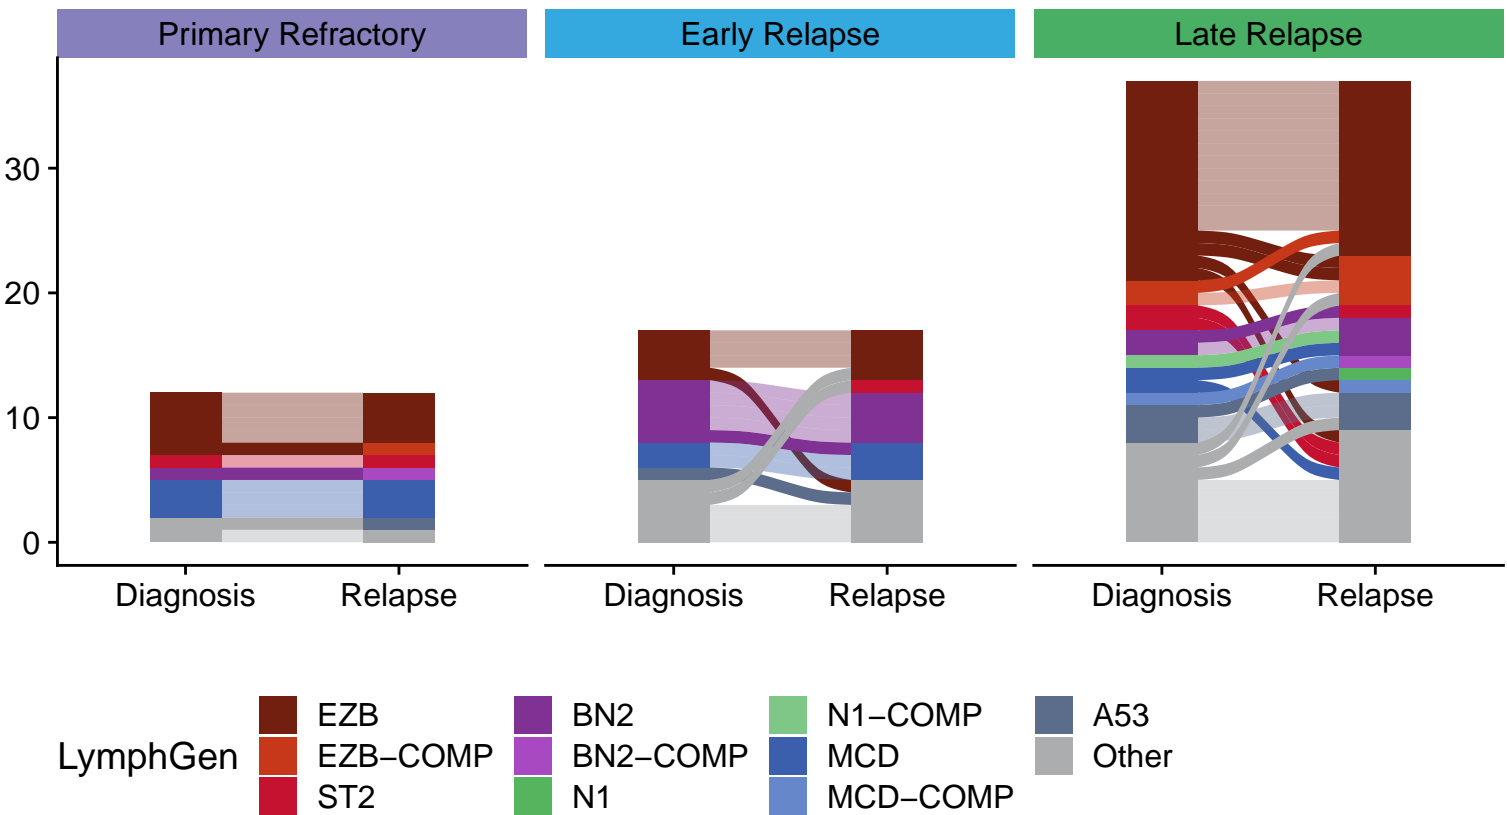 Primary Refractory
Early Relapse
Late Relapse
30
20
10
0
Diagnosis
Relapse
Diagnosis
Relapse
Diagnosis
Relapse
LymphGen
EZB
EZB−COMP
ST2
BN2
BN2−COMP
N1
N1−COMP
MCD
MCD−COMP
A53
Other